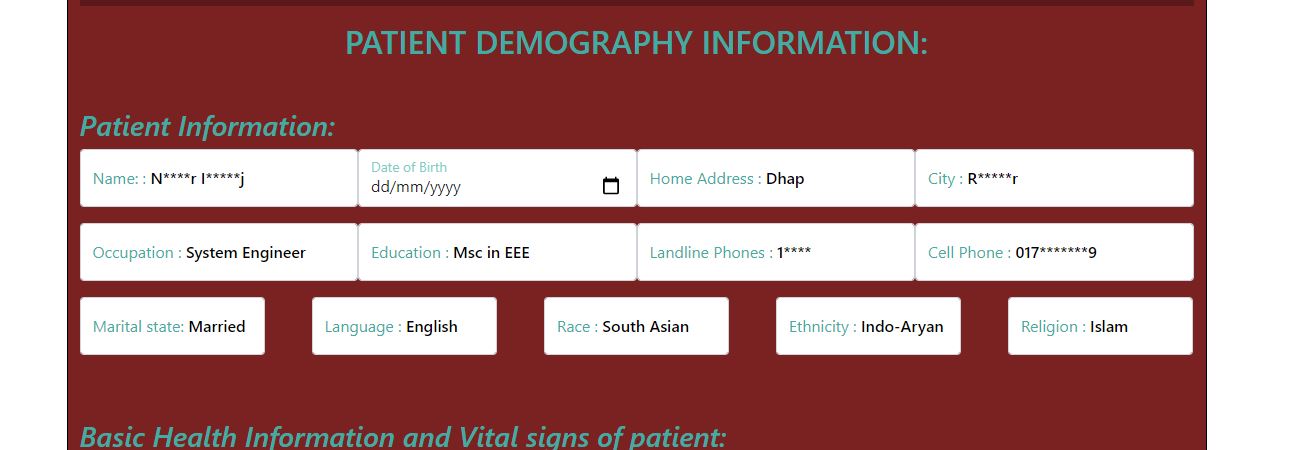 PATIENT DEMOGRAPHY INFORMATION:
Patient Information:
Name: : N****r I*****j
Date of Birth
dd/mm/yyyy
Home Address : Dhap
City : R*****r
Occupation : System Engineer
Education : Msc in EEE
Landline Phones : 1****
Cell Phone : 017*******9
Marital state: Married
Language : English
Race : South Asian
Ethnicity : Indo-Aryan
Religion : Islam
Basic Health Information and Vital signs of patient: